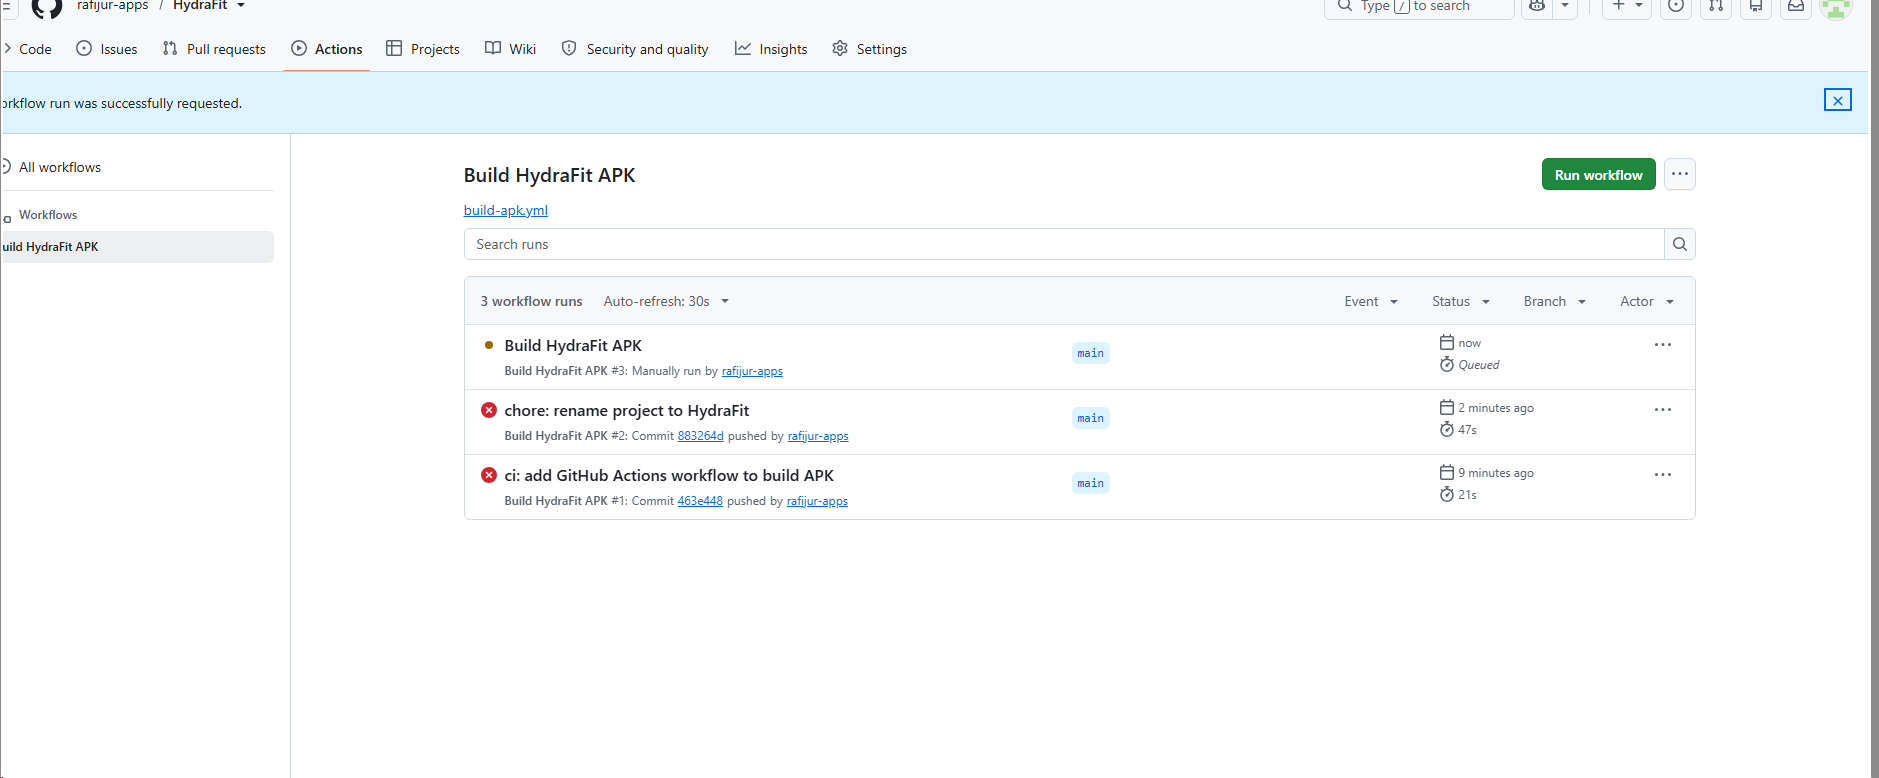 rafijur-apps / HydraFit
Type / to search
Code Issues Pull requests Actions Projects Wiki Security and quality Insights Settings
orkflow run was successfully requested.
All workflows
Workflows
uild HydraFit APK
Build HydraFit APK
Run workflow
build-apk.yml
Search runs
3 workflow runs Auto-refresh: 30s Event Status Branch Actor
Build HydraFit APK
Build HydraFit APK #3: Manually run by rafijur-apps
main
now
Queued
chore: rename project to HydraFit
Build HydraFit APK #2: Commit 883264d pushed by rafijur-apps
main
2 minutes ago
47s
ci: add GitHub Actions workflow to build APK
Build HydraFit APK #1: Commit 463e448 pushed by rafijur-apps
main
9 minutes ago
21s